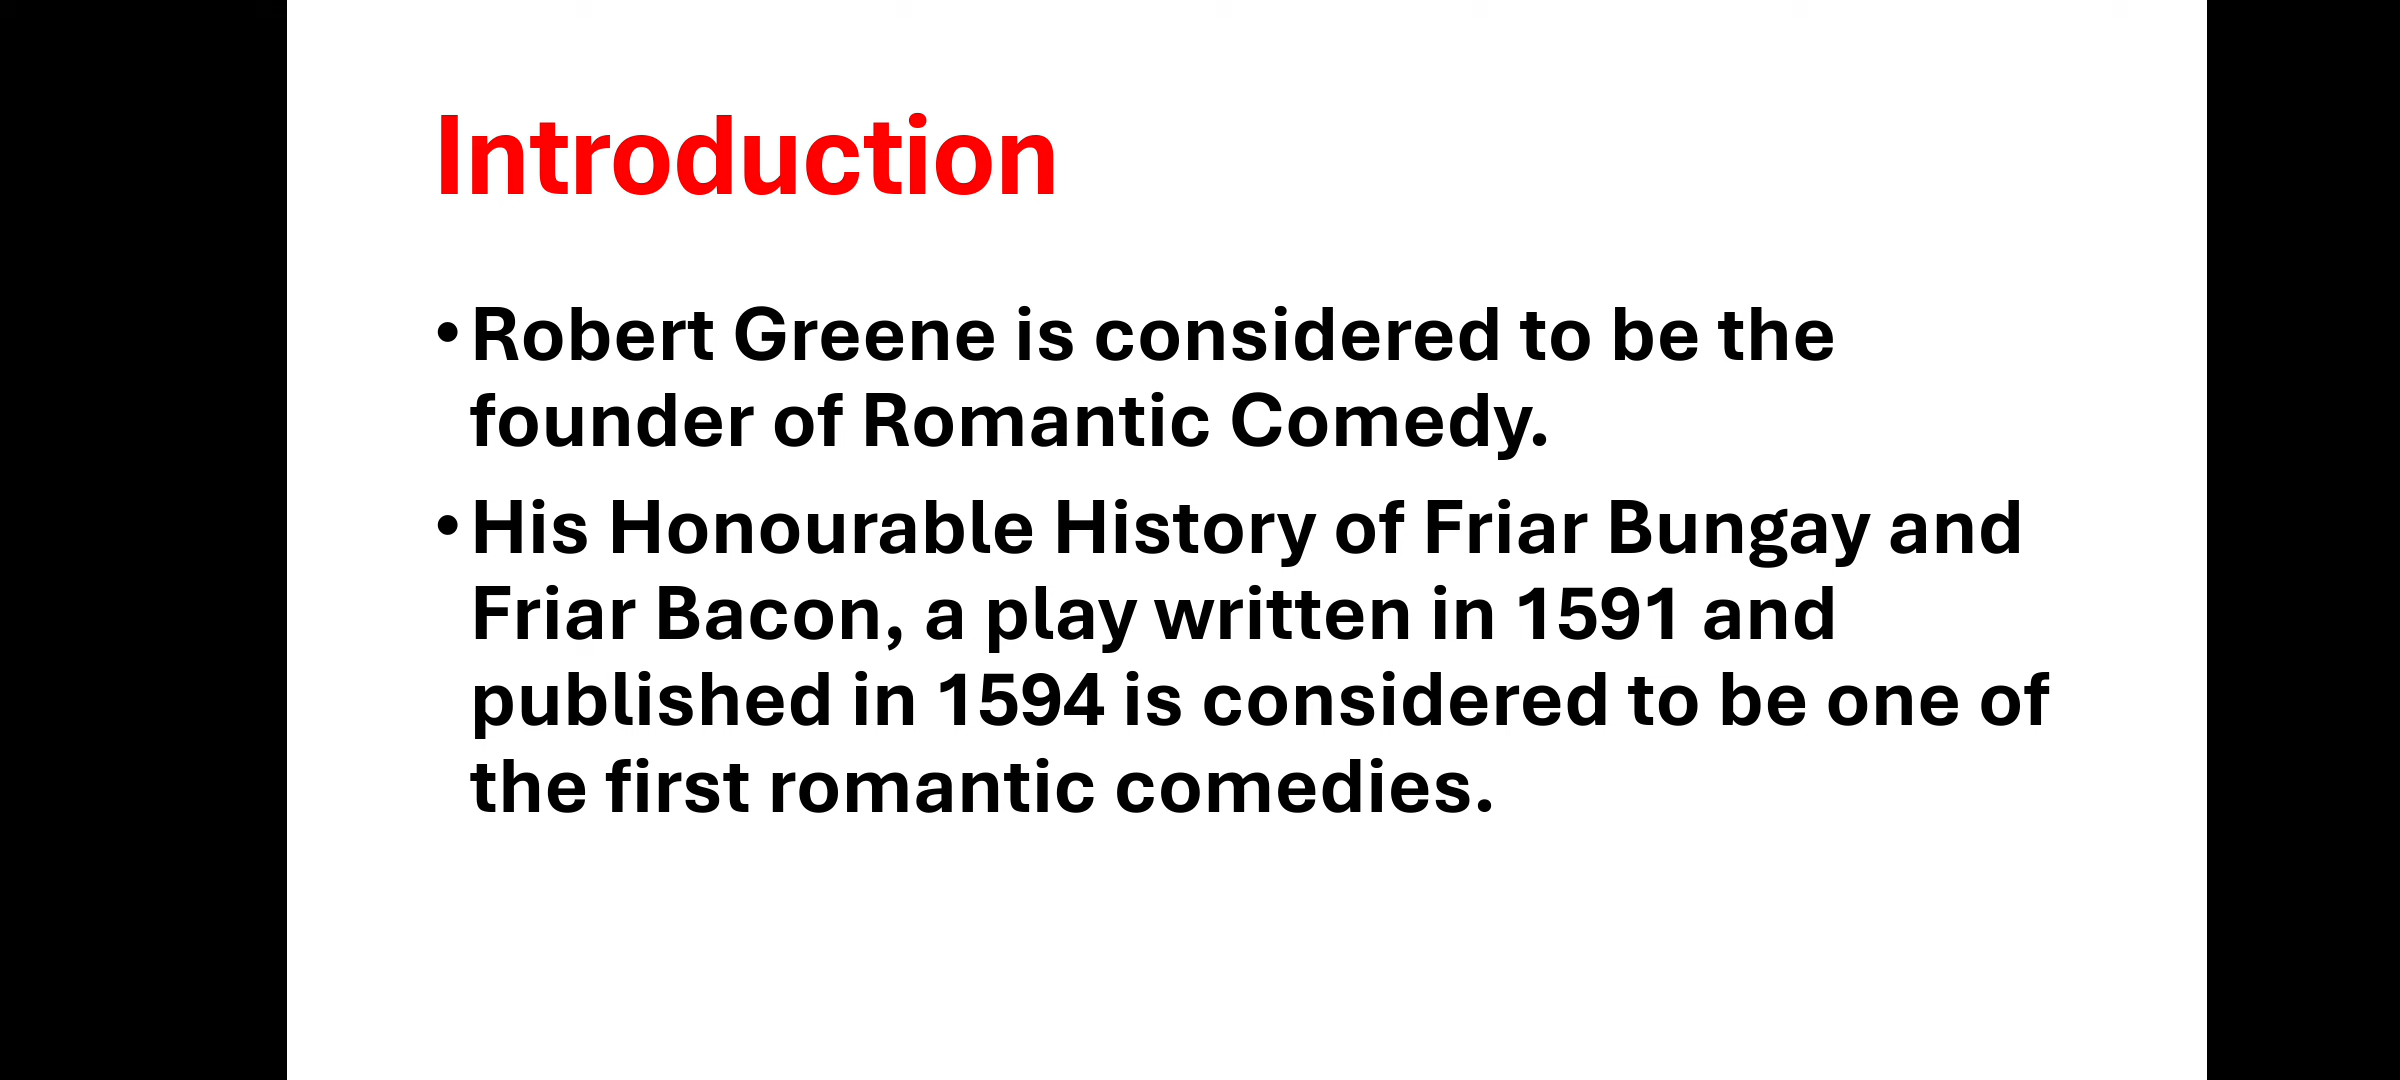 Introduction
•Robert Greene is considered to be the
founder of Romantic Comedy.
•His Honourable History of Friar Bungay and
Friar Bacon, a play written in 1591 and
published in 1594 is considered to be one of
the first romantic comedies.